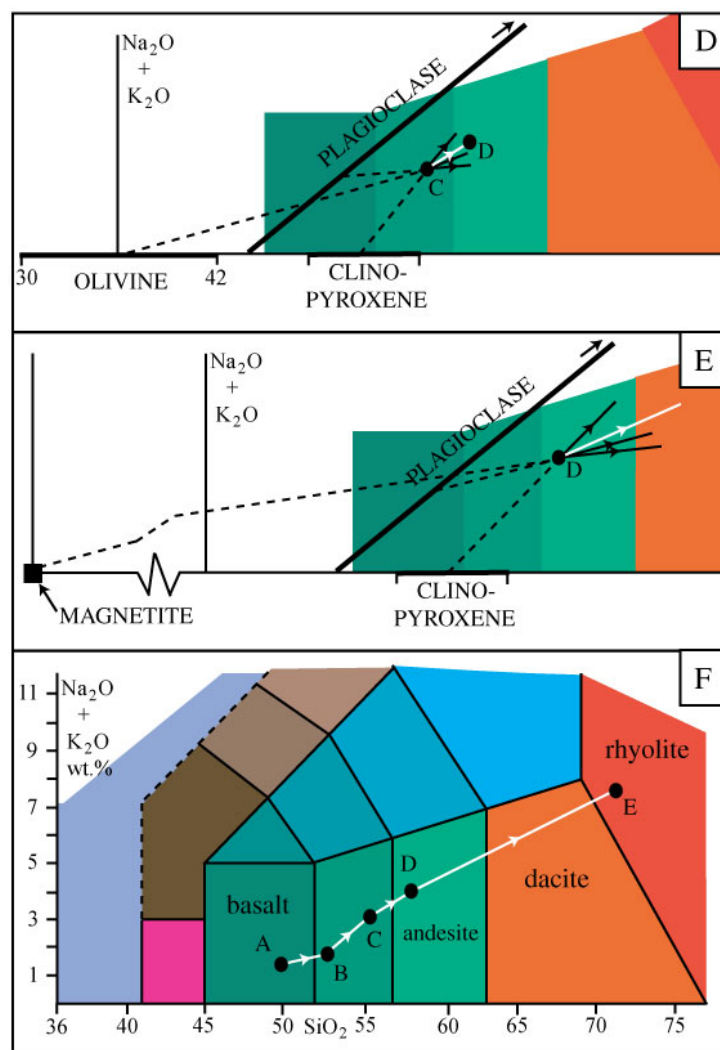 D
Na₂O
+
K₂O
PLAGIOCLASE
D
C
30
OLIVINE
42
CLINO-
PYROXENE
E
Na₂O
+
K₂O
PLAGIOCLASE
D
MAGNETITE
CLINO-
PYROXENE
F
11
9
7
5
3
1
Na₂O
+
K₂O
wt.%
rhyolite
E
dacite
D
andesite
C
basalt
A
B
36
40
45
50
SiO₂
55
60
65
70
75